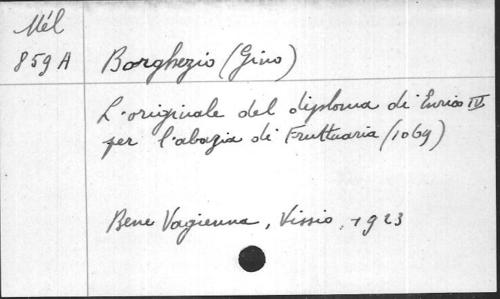 Mél
859 A
Borghezio (Gino)
L'originale del diploma di Enrico IV
per l'abazia di Fruttuaria (1069)
Bene Vagienna, Vissio, 1923